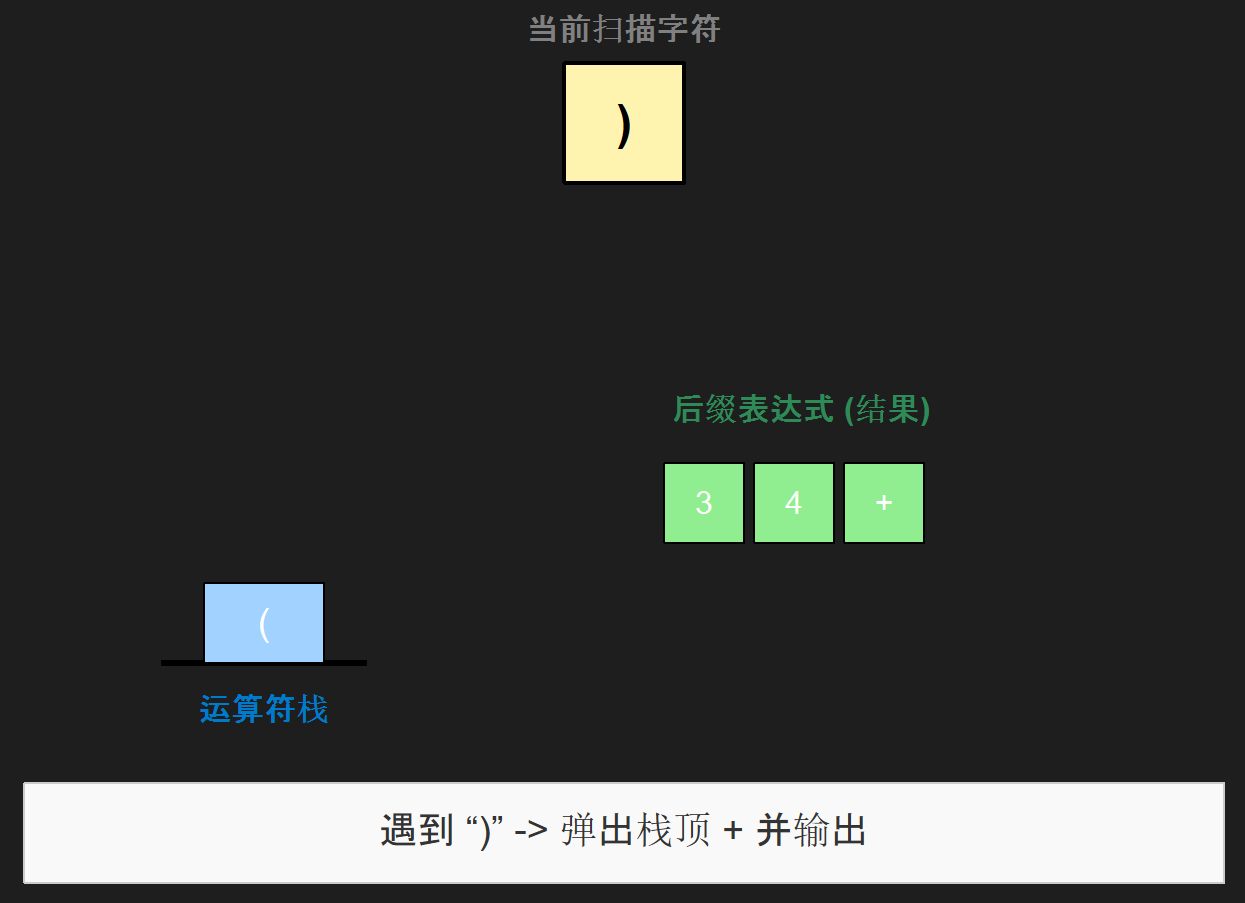 当前扫描字符
)
后缀表达式 (结果)
3 4 +
(
运算符栈
遇到 “)” -> 弹出栈顶 + 并输出